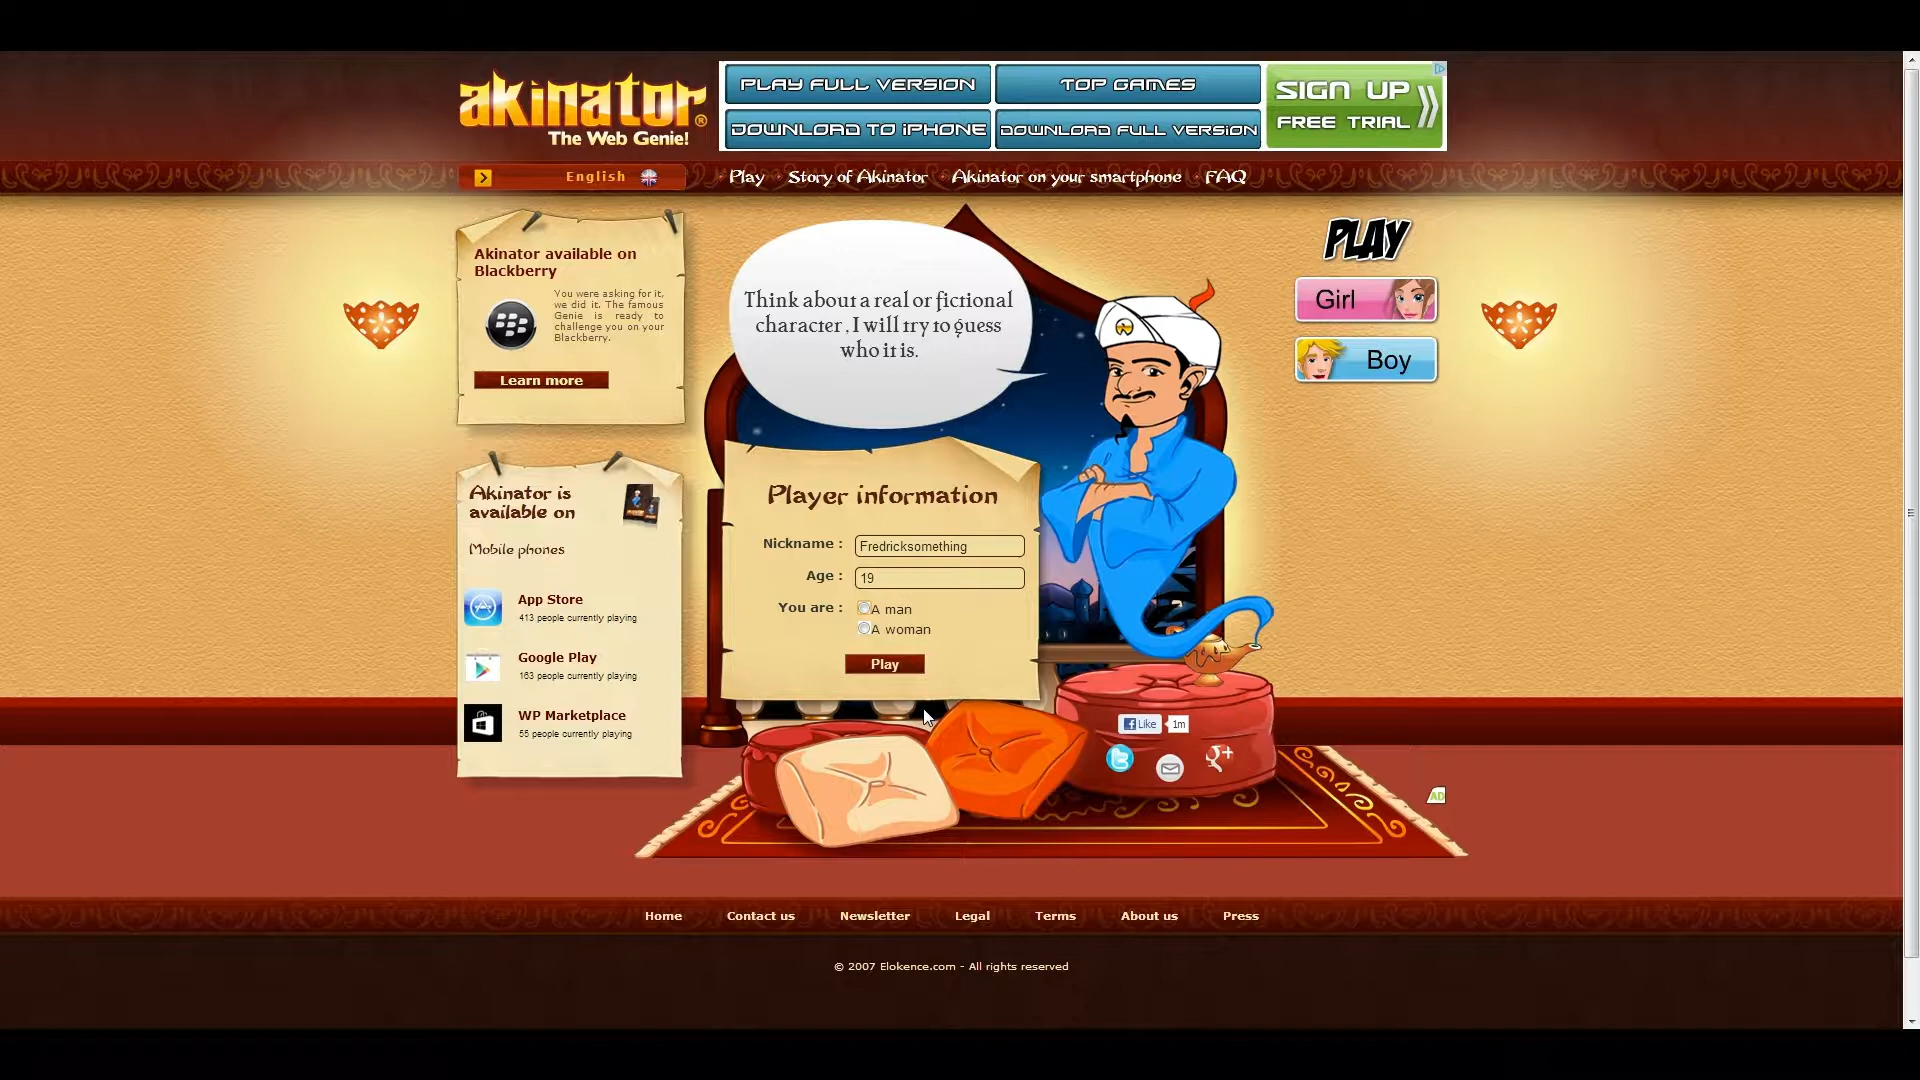 akinator®
The Web Genie!
PLAY FULL VERSION
TOP GAMES
DOWNLOAD TO iPHONE
DOWNLOAD FULL VERSION
SIGN UP
FREE TRIAL
English
Play
Story of Akinator
Akinator on your smartphone
FAQ
Akinator available on
Blackberry
You were asking for it,
we did it. The famous
Genie is ready to
challenge you on your
Blackberry.
Learn more
Think about a real or fictional
character. I will try to guess
who it is.
PLAY
Girl
Boy
Akinator is
available on
Mobile phones
App Store
413 people currently playing
Google Play
163 people currently playing
WP Marketplace
55 people currently playing
Player information
Nickname : Fredricksomething
Age : 19
You are : A man
A woman
Play
Like 1m
AD
Home
Contact us
Newsletter
Legal
Terms
About us
Press
© 2007 Elokence.com - All rights reserved